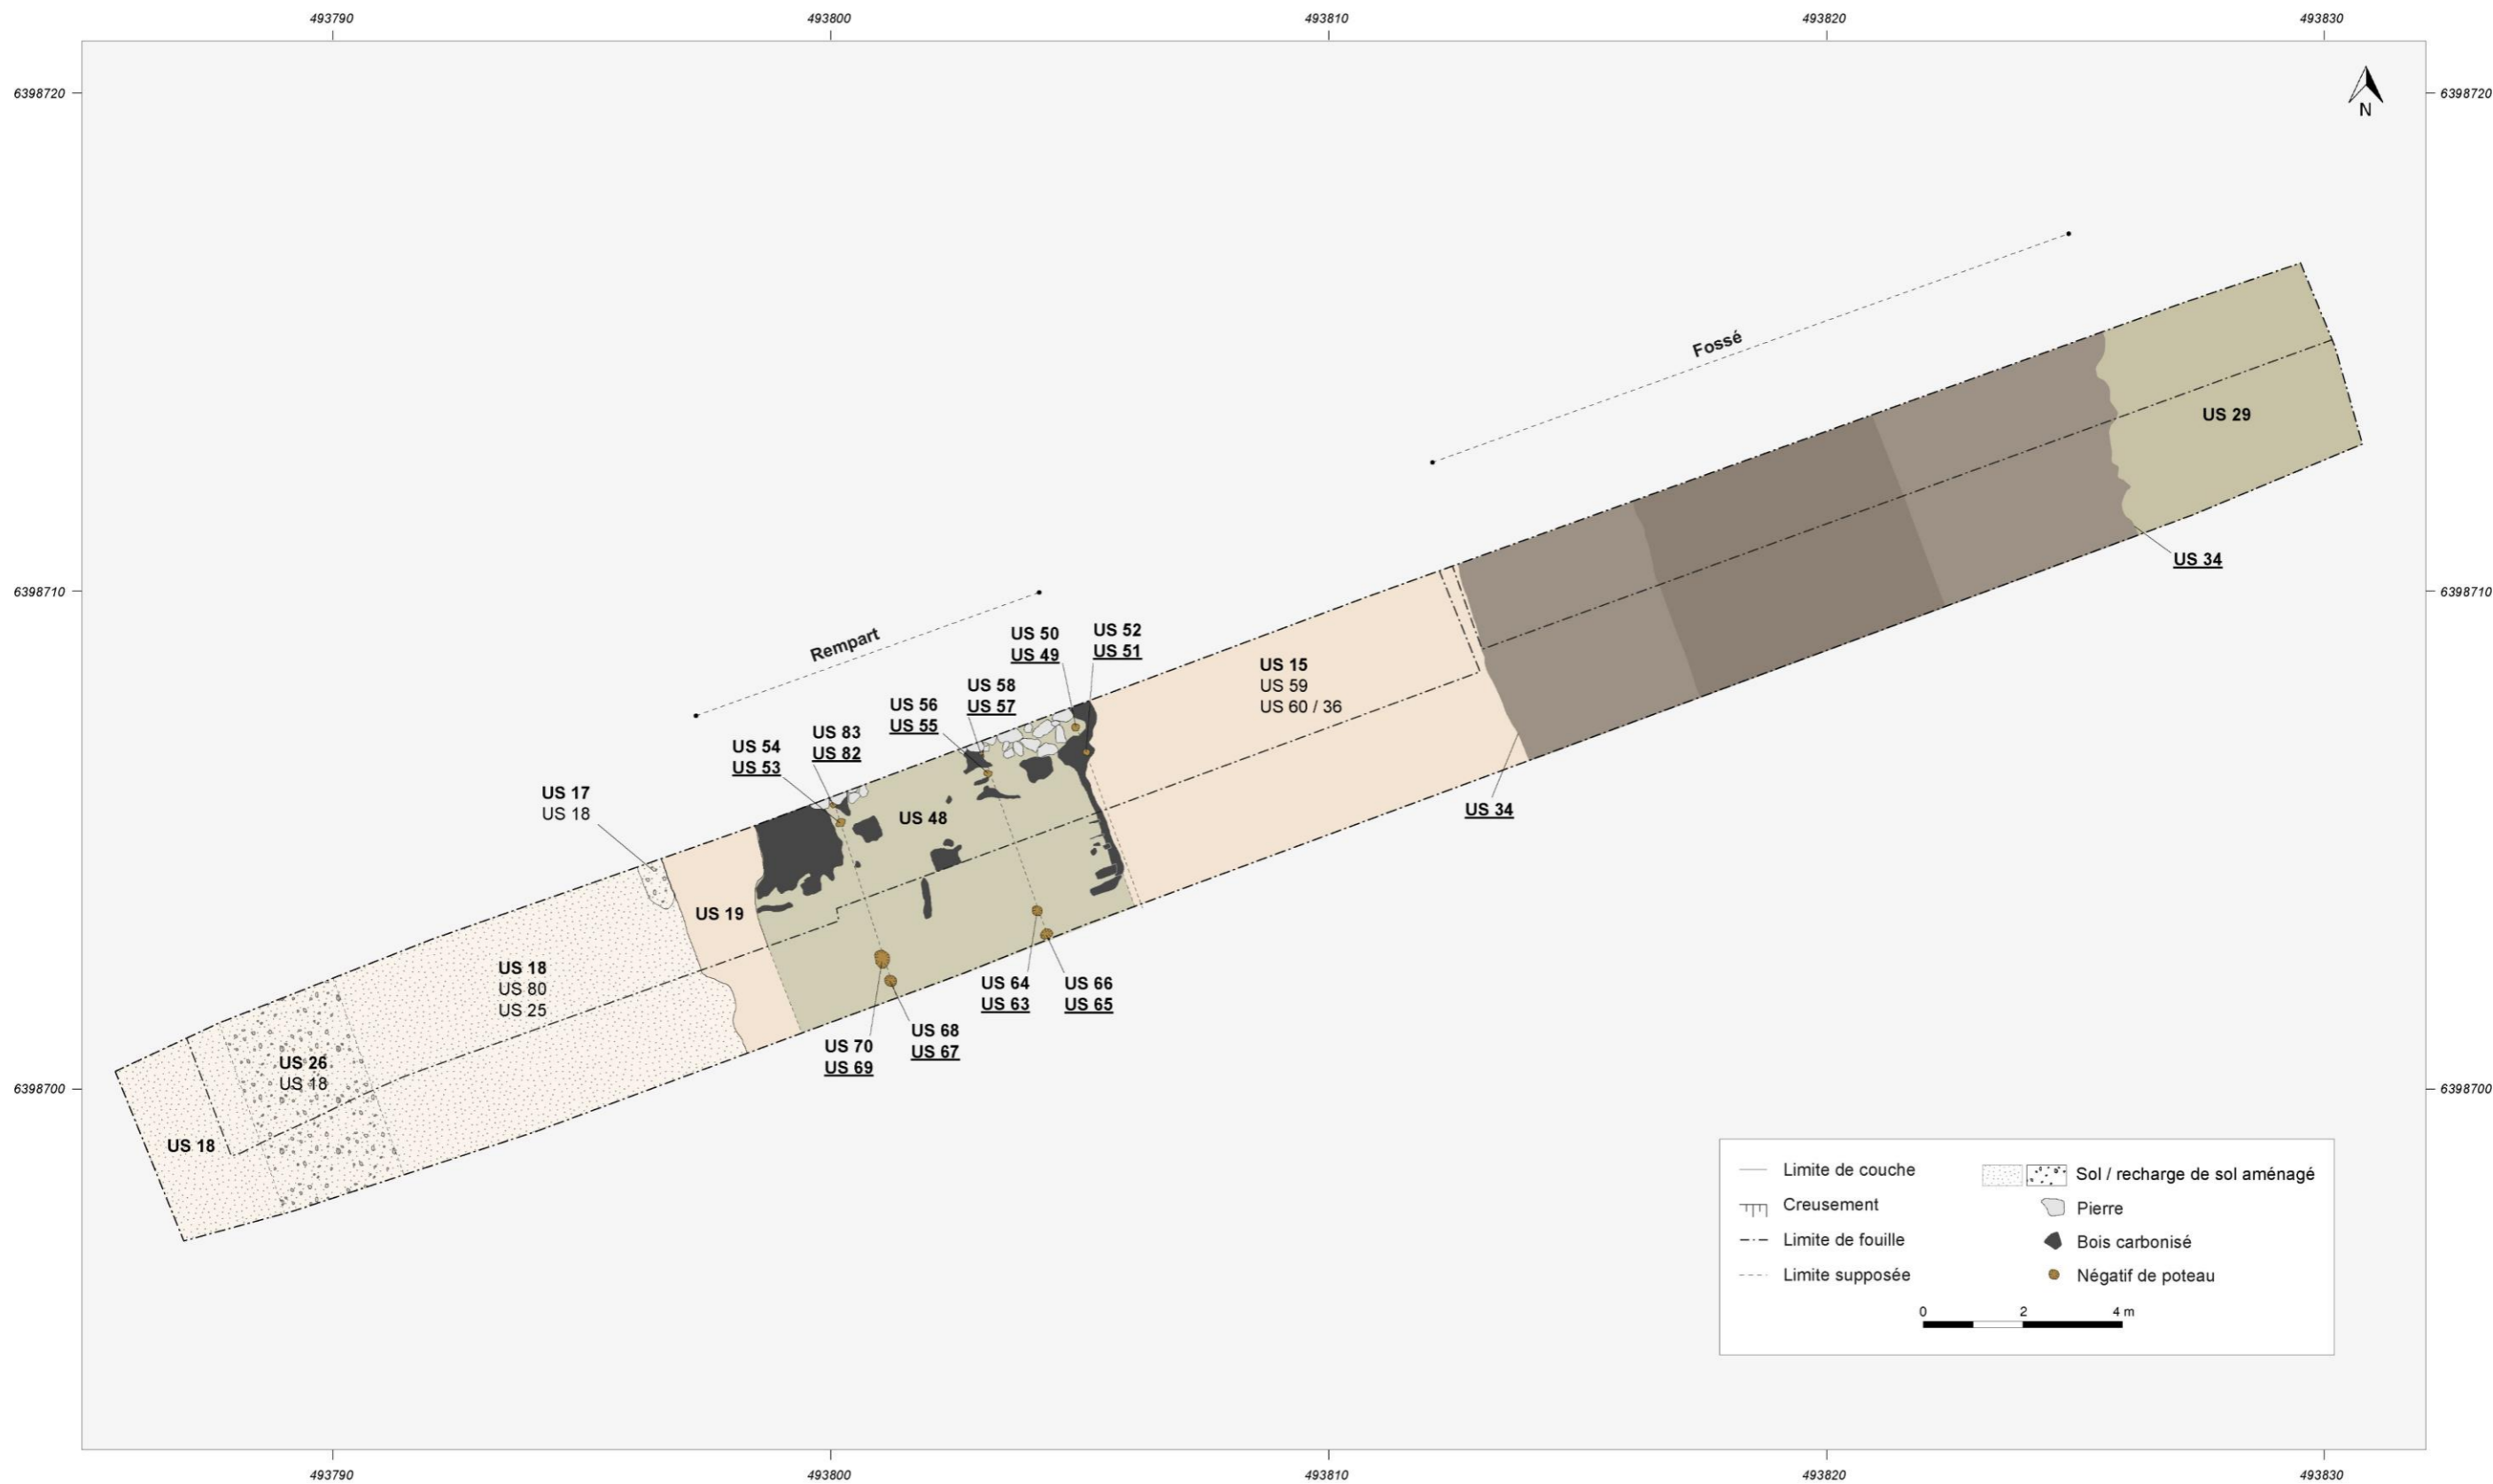 493790
493800
493810
493820
493830
6398720
6398720
N
Fossé
US 29
US 34
6398710
6398710
Rempart
US 50
US 49
US 52
US 51
US 15
US 59
US 60 / 36
US 58
US 57
US 56
US 55
US 83
US 82
US 54
US 53
US 17
US 18
US 48
US 34
US 19
US 18
US 80
US 25
US 64
US 63
US 66
US 65
US 68
US 67
US 70
US 69
US 26
US 18
US 18
6398700
6398700
Limite de couche
Creusement
Limite de fouille
Limite supposée
Sol / recharge de sol aménagé
Pierre
Bois carbonisé
Négatif de poteau
0 2 4 m
493790
493800
493810
493820
493830